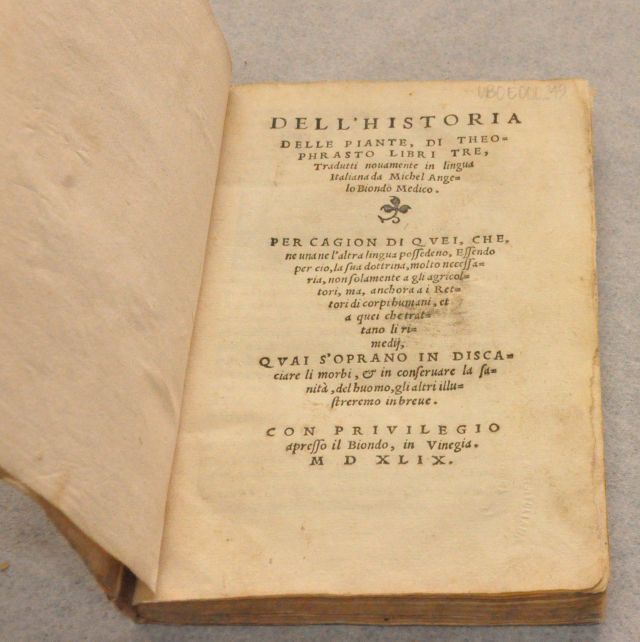 DELL'HISTORIA
DELLE PIANTE, DI THEO=
PHRASTO LIBRI TRE,
Tradutti nouamente in lingua
Italiana da Michel Ange=
lo Biondo Medico.
PER CAGION DI QVEI, CHE,
ne una ne l'altra lingua possedeno, Essendo
per cio, la sua dottrina, molto necessa=
ria, non solamente a gli agricol=
tori, ma, anchora a i Ret=
tori di corpi humani, et
a quei che trat=
tano li ri=
medij,
QVAI S'OPRANO IN DISCA=
ciare li morbi, & in conseruare la sa=
nità, del huomo, gli altri illu=
streremo in breue.
CON PRIVILEGIO
apresso il Biondo, in Vinegia.
M D XLIX.